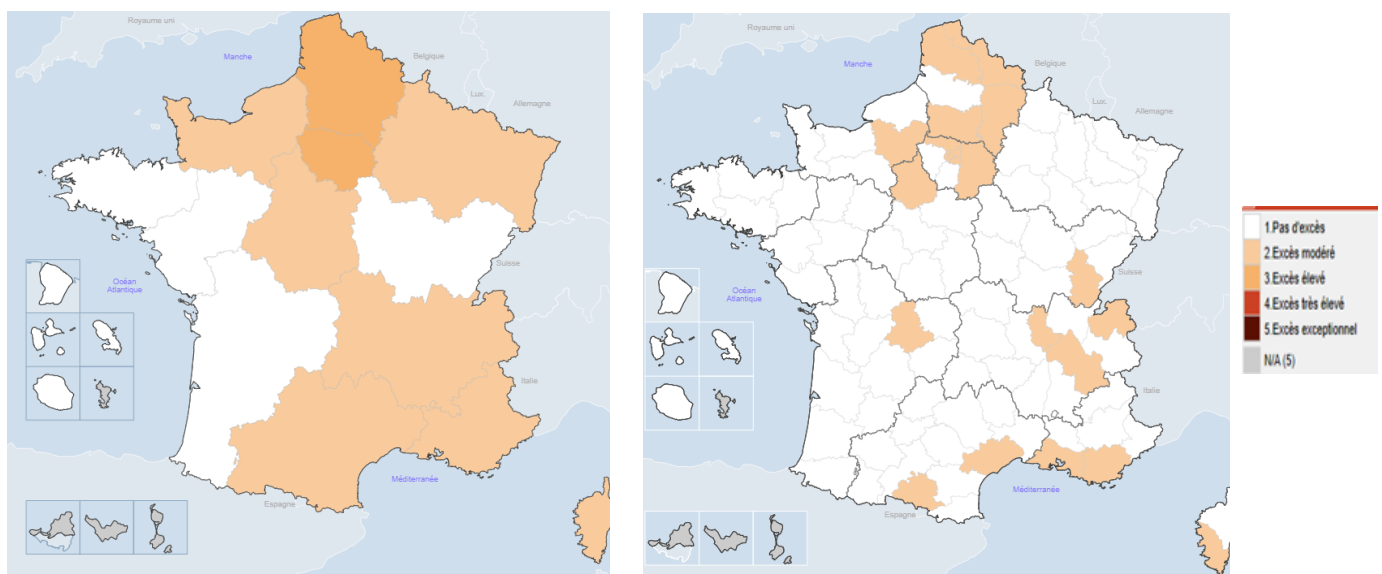 Royaume uni
Manche
Belgique
Lux.
Allemagne
Suisse
Océan
Atlantique
Italie
Méditerranée
Espagne
Royaume uni
Manche
Belgique
Lux.
Allemagne
Suisse
Océan
Atlantique
Italie
Méditerranée
Espagne
1.Pas d'excès
2.Excès modéré
3.Excès élevé
4.Excès très élevé
5.Excès exceptionnel
N/A (5)